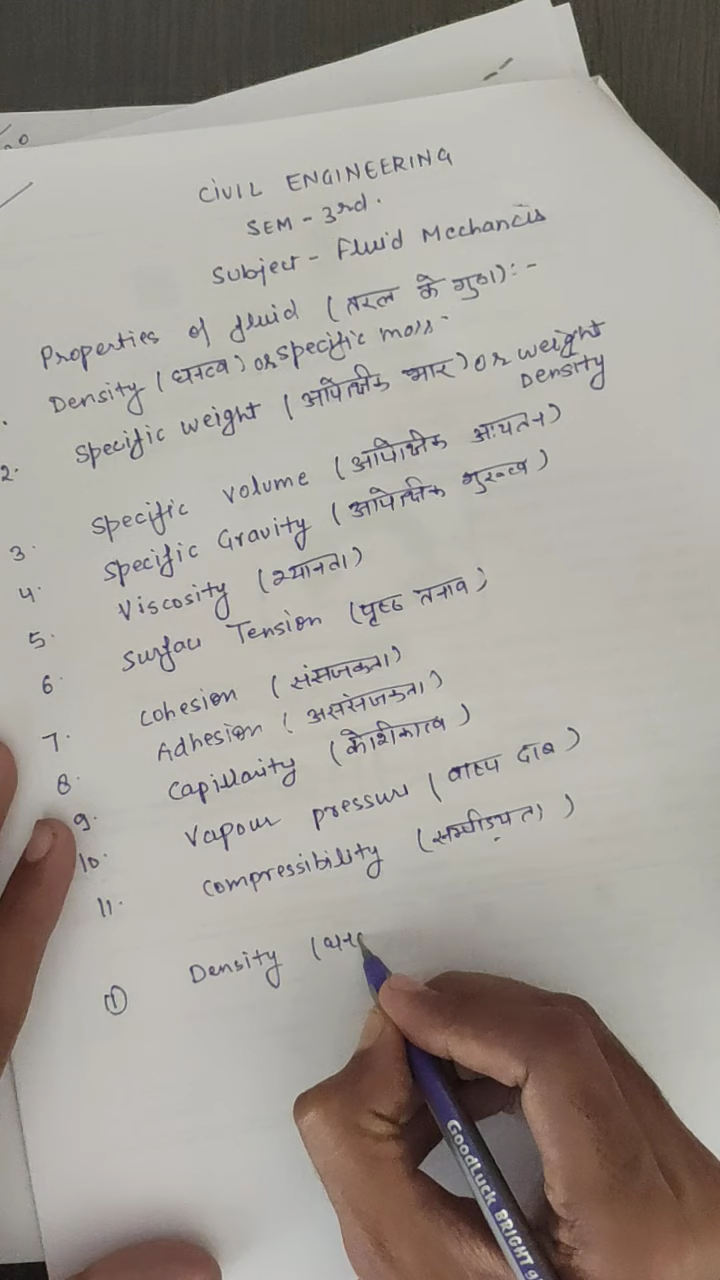 CIVIL ENGINEERING
SEM - 3rd.
Subject - Fluid Mechancis
Properties of fluid (तरल के गुण):-
Density (घनत्व) or specific mass.
2. Specific weight (आपेक्षिक भार) or weight Density
3. Specific volume (आपेक्षिक आयतन)
4. Specific Gravity (आपेक्षिक गुरूत्व)
5. Viscosity (श्यानता)
6. Surface Tension (पृष्ठ तनाव)
7. Cohesion (संसंजकता)
8. Adhesion (अससंजकता)
9. Capillarity (कोशिकात्व)
10. Vapour pressure (वाष्प दाब)
11. Compressibility (सम्पीड्यता)
① Density (घनत
GOODLUCK BRIGHT